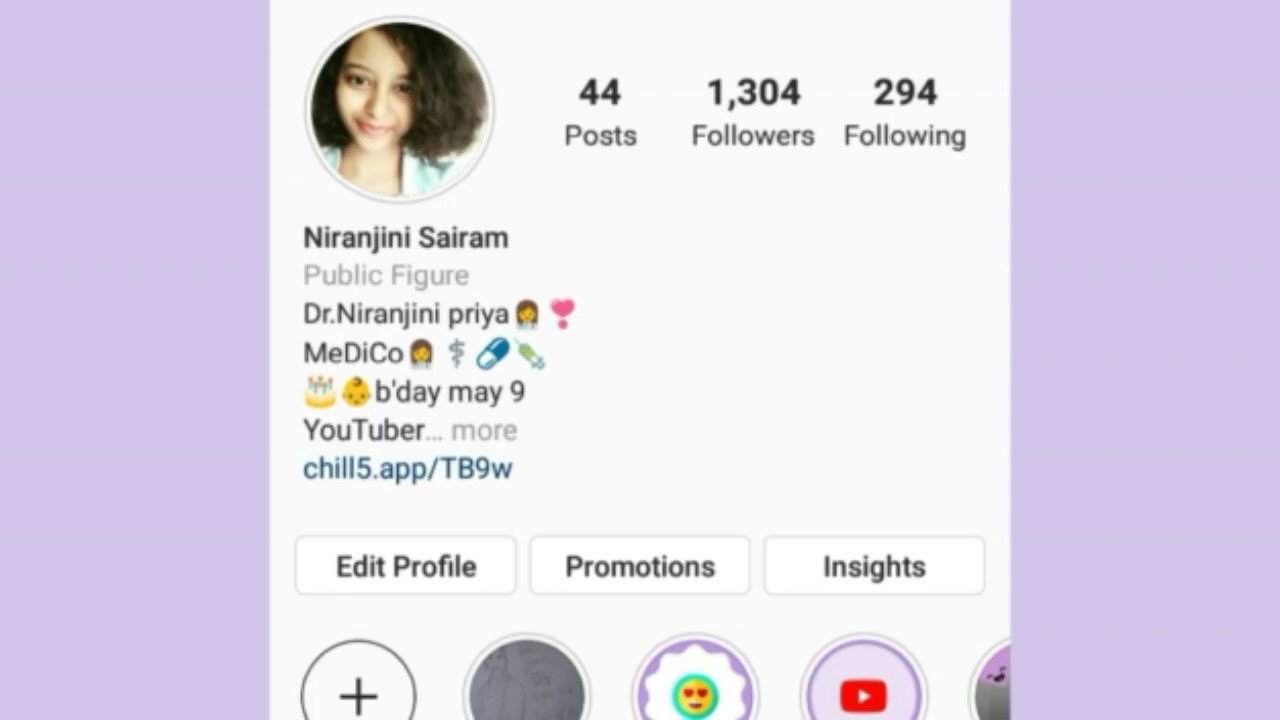 44 1,304 294
Posts Followers Following
Niranjini Sairam
Public Figure
Dr.Niranjini priya👩‍⚕️❣️
MeDiCo👩‍⚕️⚕️💊💉
🎂👶b'day may 9
YouTuber... more
chill5.app/TB9w
Edit Profile Promotions Insights